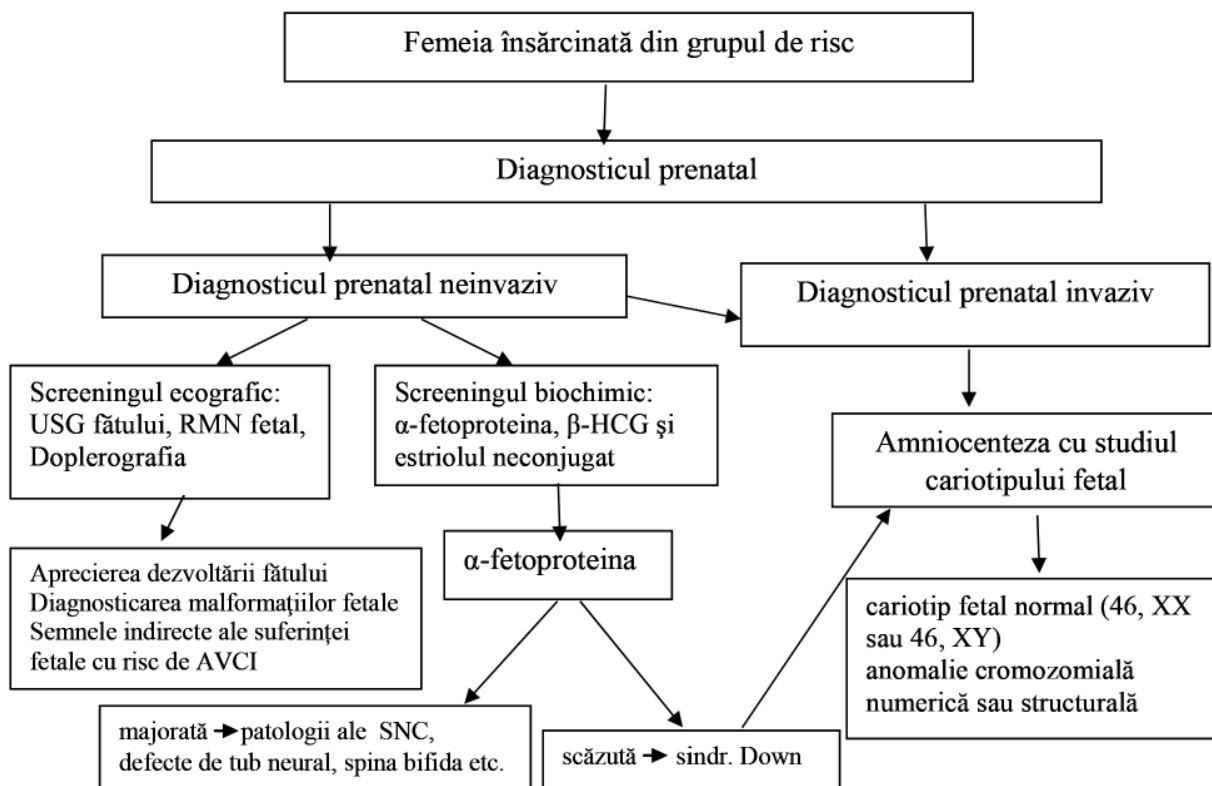 Femeia însărcinată din grupul de risc
Diagnosticul prenatal
Diagnosticul prenatal neinvaziv
Diagnosticul prenatal invaziv
Screeningul ecografic:
USG fătului, RMN fetal,
Doplerografia
Screeningul biochimic:
α-fetoproteina, β-HCG şi
estriolul neconjugat
Amniocenteza cu studiul
cariotipului fetal
α-fetoproteina
Aprecierea dezvoltării fătului
Diagnosticarea malformaţiilor fetale
Semnele indirecte ale suferinţei
fetale cu risc de AVCI
cariotip fetal normal (46, XX
sau 46, XY)
anomalie cromozomială
numerică sau structurală
majorată → patologii ale SNC,
defecte de tub neural, spina bifida etc.
scăzută → sindr. Down